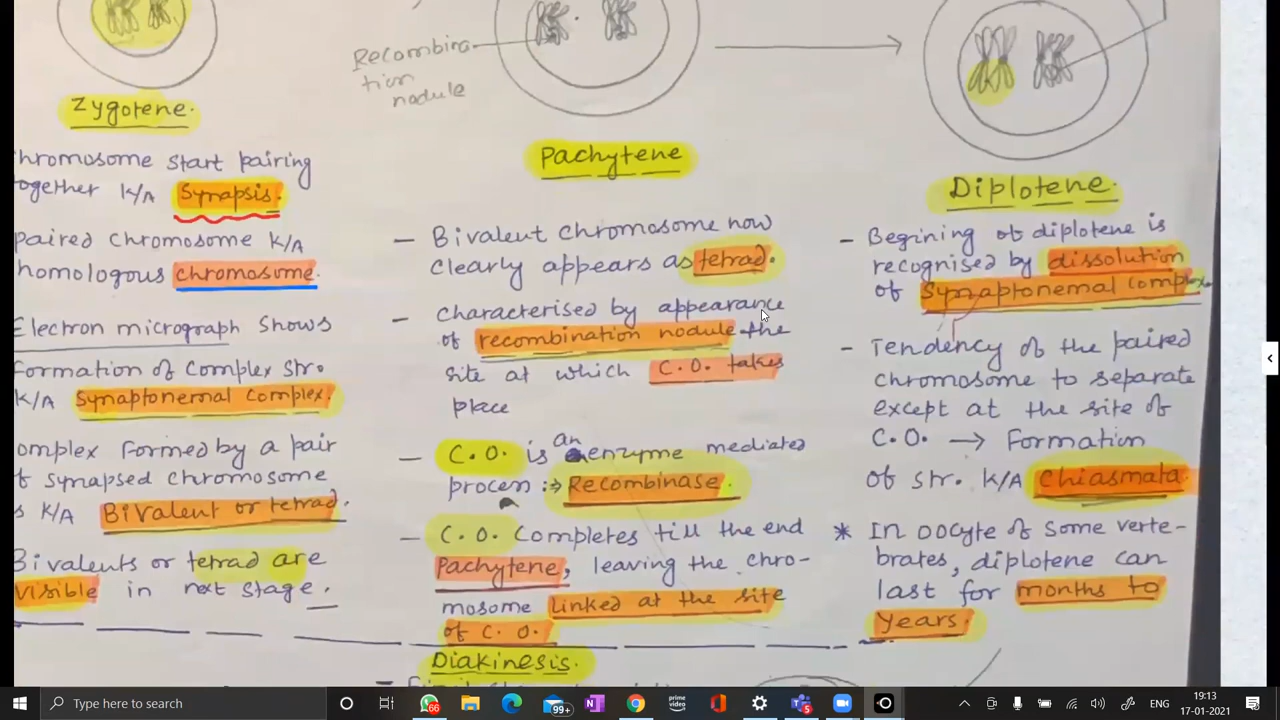 Recombina-
tion
nodule
Zygotene.
hromosome start pairing
together K/A Synapsis.
paired chromosome K/A
homologous chromosome.
Electron micrograph shows
Formation of Complex str.
K/A Synaptonemal Complex.
omplex formed by a pair
f synapsed chromosome
s K/A Bivalent or tetrad.
Bivalents or tetrad are
visible in next stage.
Pachytene
- Bivalent chromosome now
clearly appears as tetrad.
- characterised by appearance
of recombination nodule the
site at which C.O. takes
place
- C.O. is an enzyme mediated
process :→ Recombinase.
- C.O. Completes till the end
Pachytene, leaving the chro-
mosome linked at the site
of C.O.
Diakinesis.
Diplotene.
- Begining of diplotene is
recognised by dissolution
of Synaptonemal complex.
- Tendency of the paired
chromosome to separate
except at the site of
C.O. → Formation
of str. K/A Chiasmata.
* In oocyte of some verte-
brates, diplotene can
last for months to
years.
Type here to search
66
99+
S
ENG
19:13
17-01-2021